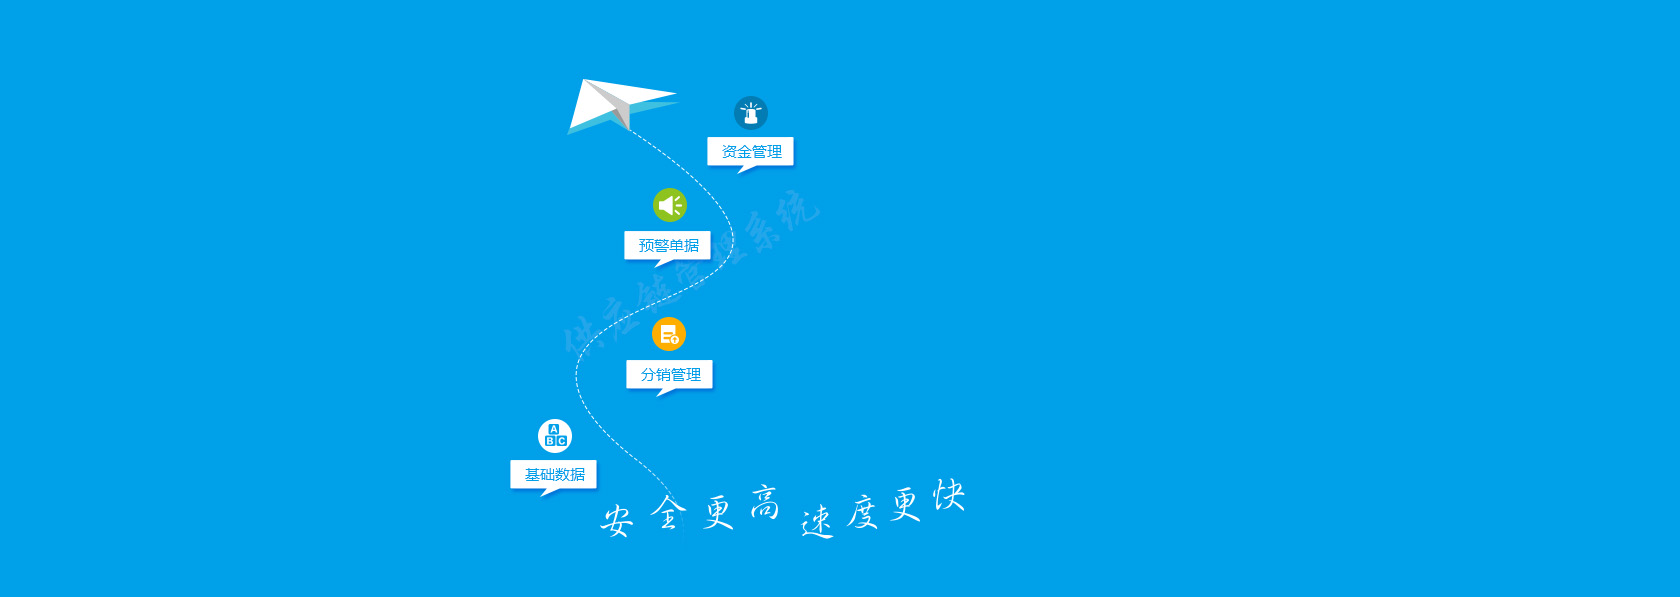 资金管理
预警单据
供应链管理系统
分销管理
A
B C
基础数据
安全更高速度更快